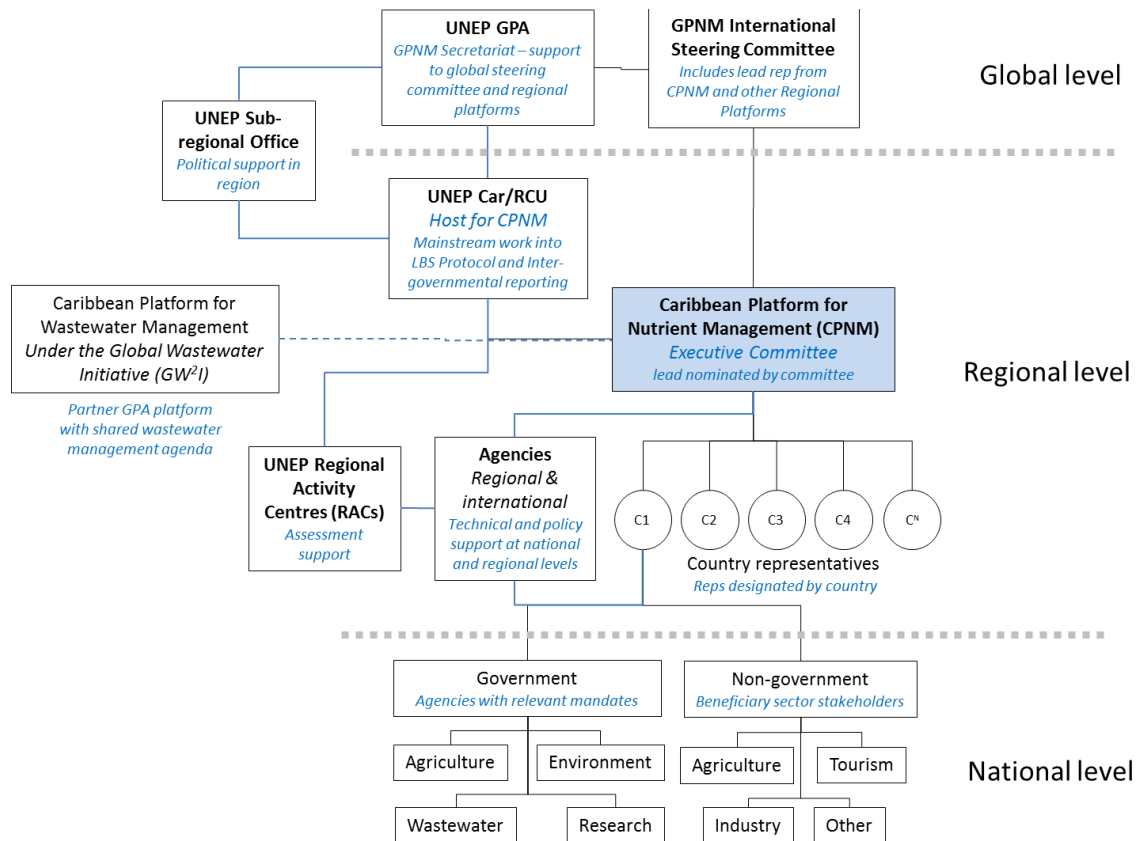 UNEP GPA
GPNM Secretariat – support
to global steering
committee and regional
platforms
GPNM International
Steering Committee
Includes lead rep from
CPNM and other Regional
Platforms
Global level
UNEP Sub-
regional Office
Political support in
region
UNEP Car/RCU
Host for CPNM
Mainstream work into
LBS Protocol and Inter-
governmental reporting
Caribbean Platform for
Wastewater Management
Under the Global Wastewater
Initiative (GW²I)
Partner GPA platform
with shared wastewater
management agenda
Caribbean Platform for
Nutrient Management (CPNM)
Executive Committee
lead nominated by committee
Regional level
UNEP Regional
Activity
Centres (RACs)
Assessment
support
Agencies
Regional &
international
Technical and policy
support at national
and regional levels
C1
C2
C3
C4
Cᴺ
Country representatives
Reps designated by country
Government
Agencies with relevant mandates
Non-government
Beneficiary sector stakeholders
Agriculture
Environment
Agriculture
Tourism
National level
Wastewater
Research
Industry
Other